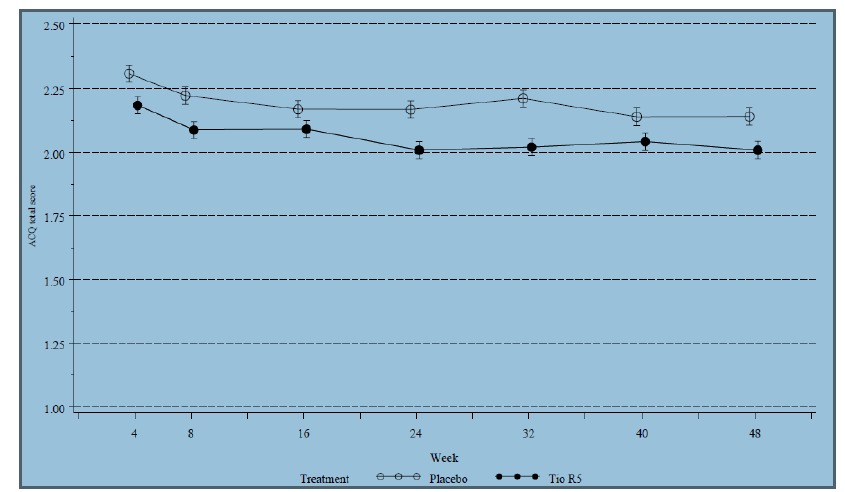 2.50
2.25
2.00
1.75
1.50
1.25
1.00
ACQ total score
4 8 16 24 32 40 48
Week
Treatment Placebo Tio R5